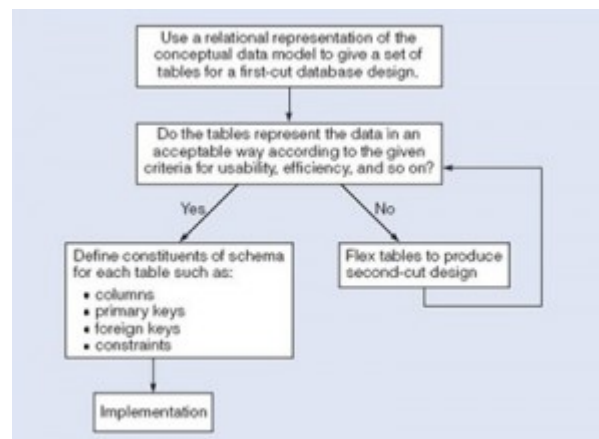 Use a relational representation of the
conceptual data model to give a set of
tables for a first-cut database design.
Do the tables represent the data in an
acceptable way according to the given
criteria for usability, efficiency, and so on?
Yes
No
Define constituents of schema
for each table such as:
• columns
• primary keys
• foreign keys
• constraints
Flex tables to produce
second-cut design
Implementation